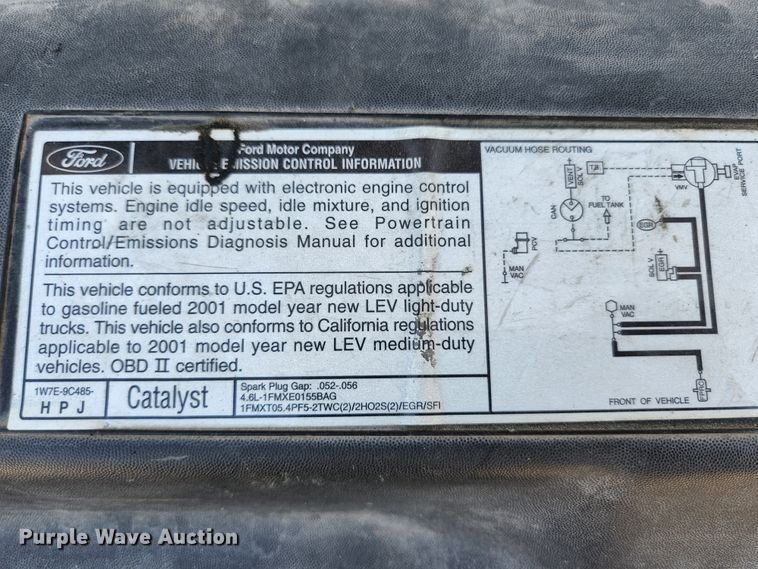 Ford
Ford Motor Company
VEHICLE EMISSION CONTROL INFORMATION
This vehicle is equipped with electronic engine control
systems. Engine idle speed, idle mixture, and ignition
timing are not adjustable. See Powertrain
Control/Emissions Diagnosis Manual for additional
information.
This vehicle conforms to U.S. EPA regulations applicable
to gasoline fueled 2001 model year new LEV light-duty
trucks. This vehicle also conforms to California regulations
applicable to 2001 model year new LEV medium-duty
vehicles. OBD II certified.
1W7E-9C485-
H P J
Catalyst
Spark Plug Gap: .052-.056
4.6L-1FMXE0155BAG
1FMXT05.4PF5-2TWC(2)/2HO2S(2)/EGR/SFI
VACUUM HOSE ROUTING
VENT
SOL V
T/B
CAN
TO
FUEL TANK
VMV
EVAP
SERVICE PORT
PCV
MAN
VAC
EGR
SOL V
EGR
MAN
VAC
FPRO
FRONT OF VEHICLE
Purple Wave Auction